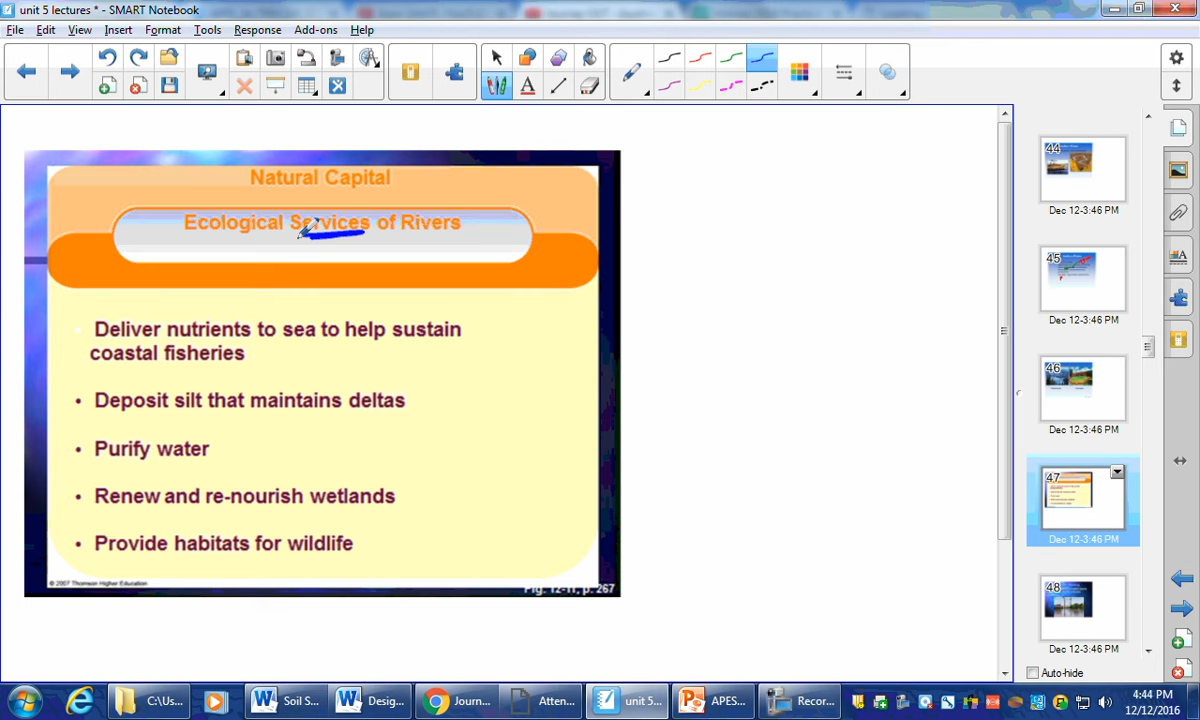 unit 5 lectures * - SMART Notebook
File Edit View Insert Format Tools Response Add-ons Help
Natural Capital
Ecological Services of Rivers
• Deliver nutrients to sea to help sustain
coastal fisheries
• Deposit silt that maintains deltas
• Purify water
• Renew and re-nourish wetlands
• Provide habitats for wildlife
© 2007 Thomson Higher Education
Fig. 12-11, p. 267
44
Dec 12-3:46 PM
45
Dec 12-3:46 PM
46
Dec 12-3:46 PM
47
Dec 12-3:46 PM
48
Dec 12-3:46 PM
Auto-hide
C:\Us...
Soil S...
Desig...
Journ...
Atten...
unit 5...
APES...
Recor...
4:44 PM
12/12/2016